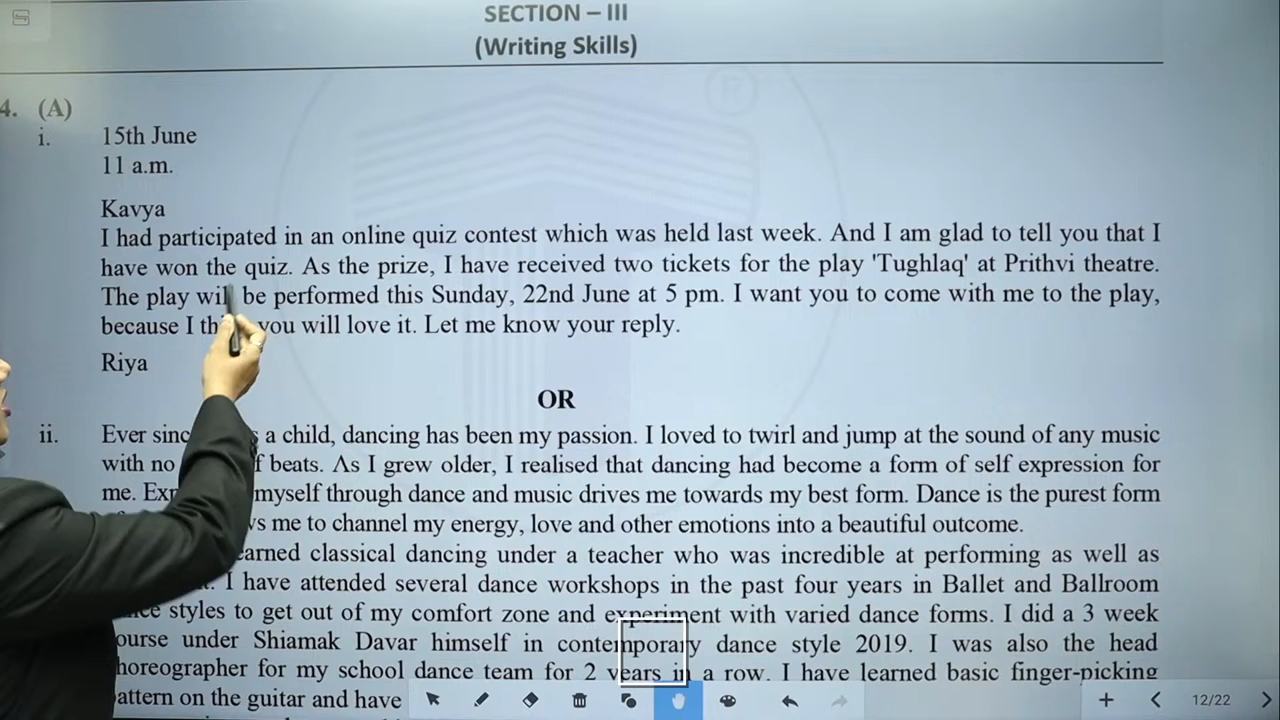 SECTION – III
(Writing Skills)
4. (A)
i. 15th June
11 a.m.
Kavya
I had participated in an online quiz contest which was held last week. And I am glad to tell you that I
have won the quiz. As the prize, I have received two tickets for the play 'Tughlaq' at Prithvi theatre.
The play will be performed this Sunday, 22nd June at 5 pm. I want you to come with me to the play,
because I you will love it. Let me know your reply.
Riya
OR
ii. Ever a child, dancing has been my passion. I loved to twirl and jump at the sound of any music
with no beats. As I grew older, I realised that dancing had become a form of self expression for
me. myself through dance and music drives me towards my best form. Dance is the purest form
me to channel my energy, love and other emotions into a beautiful outcome.
classical dancing under a teacher who was incredible at performing as well as
I have attended several dance workshops in the past four years in Ballet and Ballroom
styles to get out of my comfort zone and experiment with varied dance forms. I did a 3 week
under Shiamak Davar himself in contemporary dance style 2019. I was also the head
for my school dance team for 2 years in a row. I have learned basic finger-picking
on the guitar and have
12/22